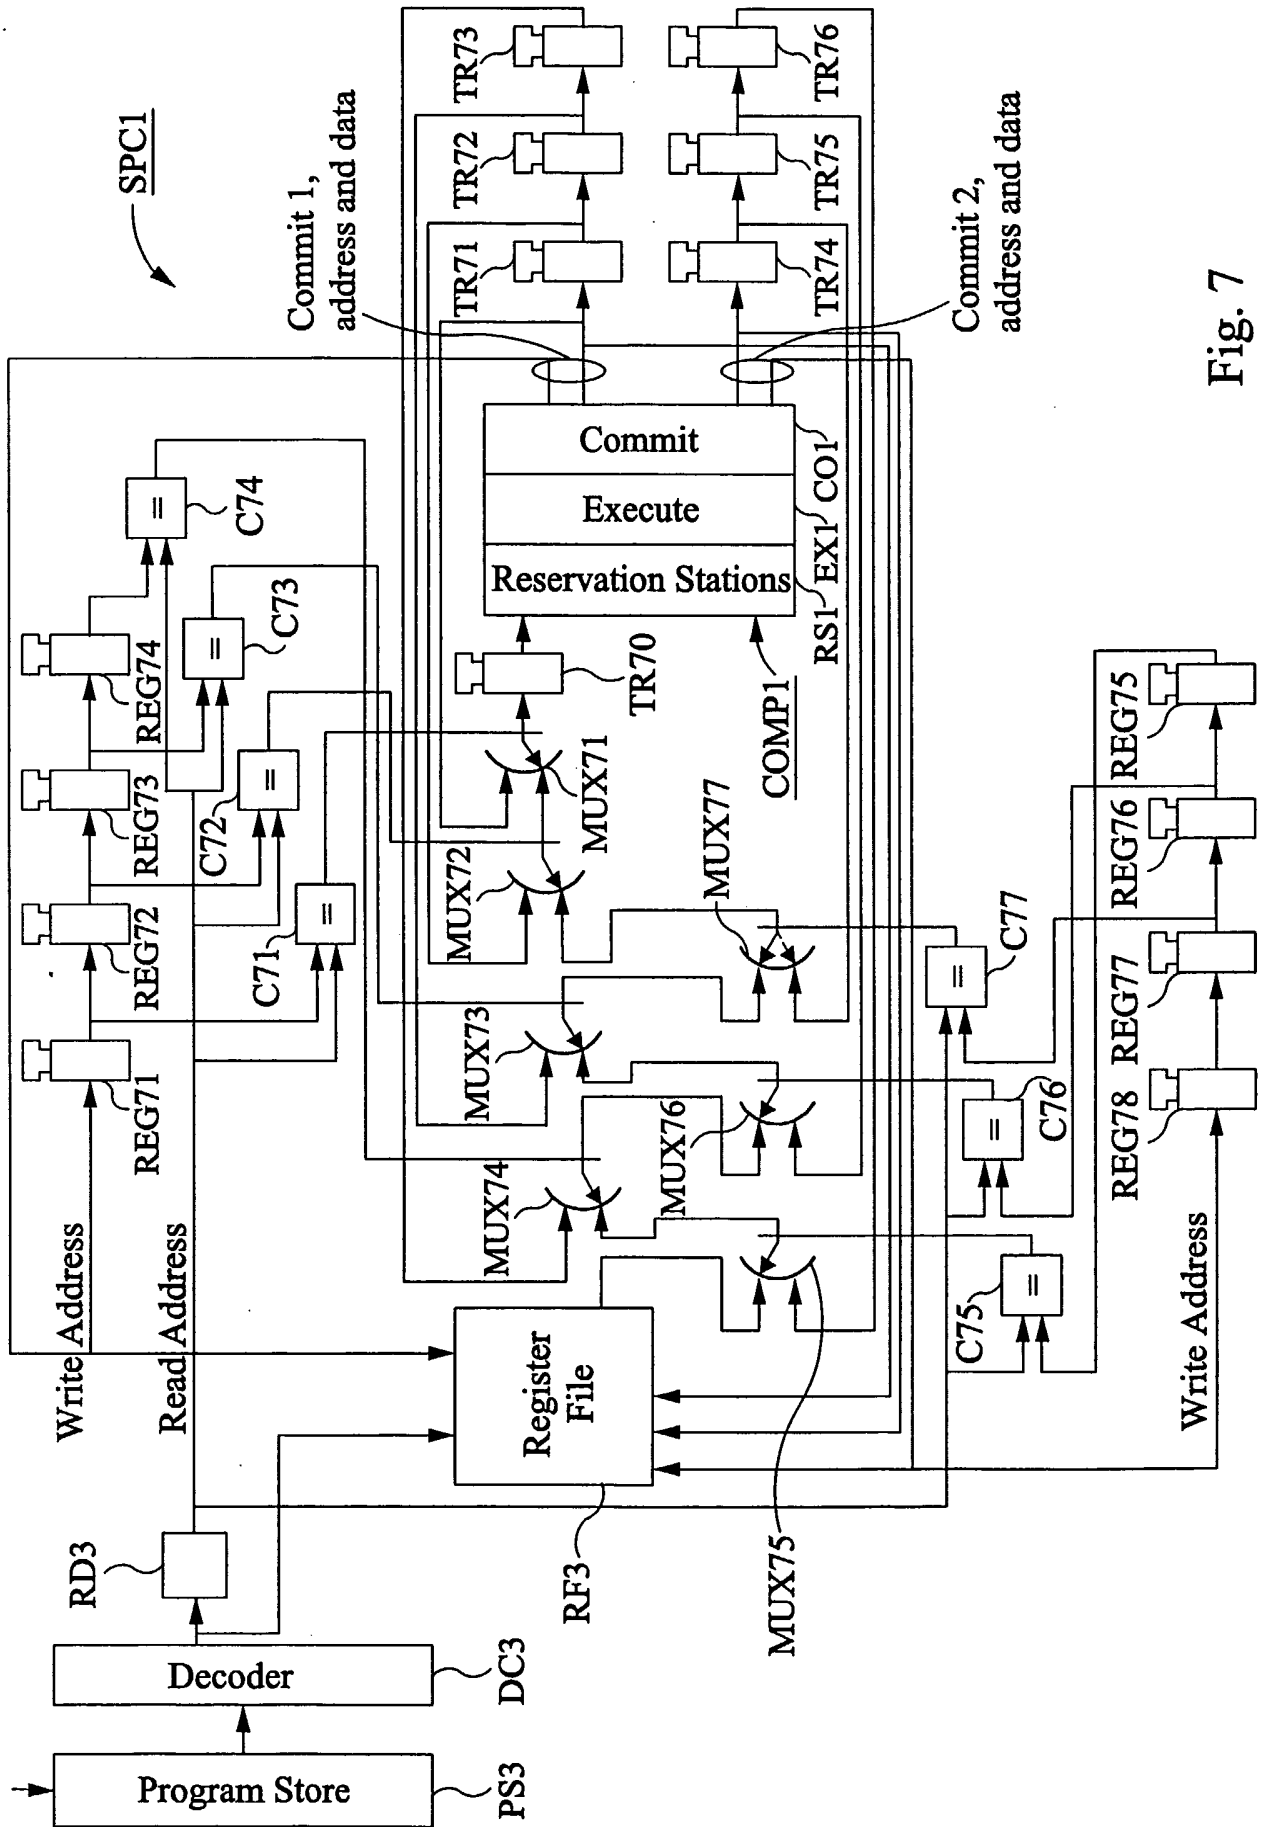 SPC1
Commit 1,
address and data
TR73
TR72
TR71
TR76
TR75
TR74
Commit 2,
address and data
Fig. 7
C74
C73
C72
C71
=
=
=
=
REG74
REG73
REG72
REG71
Commit
Execute
Reservation Stations
CO1
EX1
RS1
COMP1
TR70
MUX71
MUX72
MUX73
MUX74
MUX77
MUX76
MUX75
=
=
=
C77
C76
C75
REG75
REG76
REG77
REG78
Write Address
Read Address
Write Address
Register
File
RF3
RD3
Decoder
DC3
Program Store
PS3